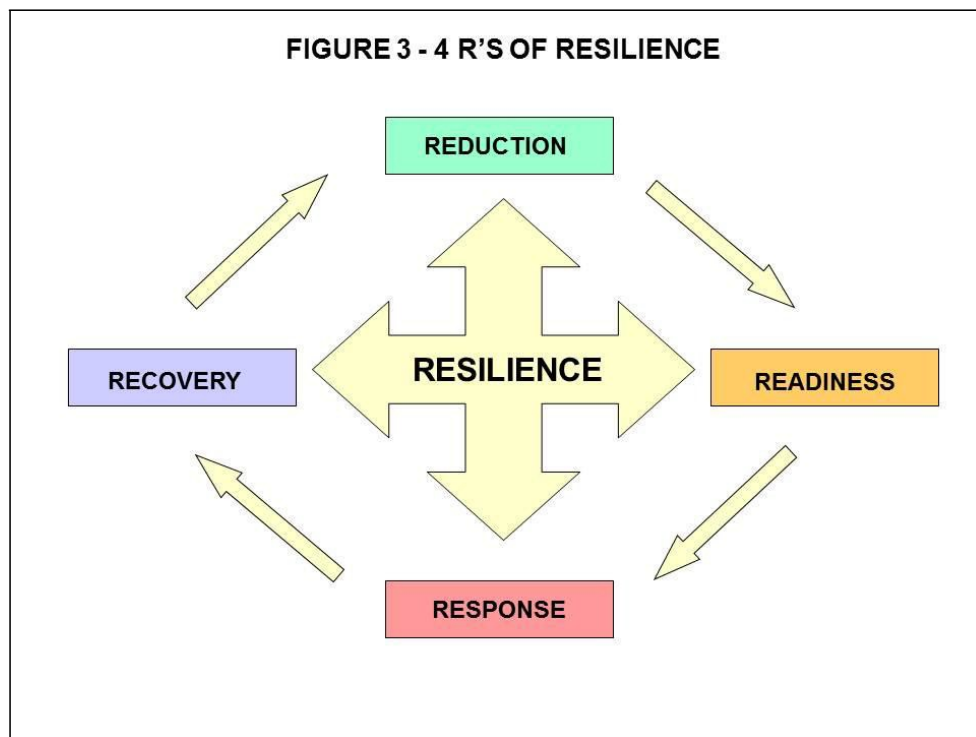 FIGURE 3 - 4 R'S OF RESILIENCE
REDUCTION
RECOVERY
RESILIENCE
READINESS
RESPONSE